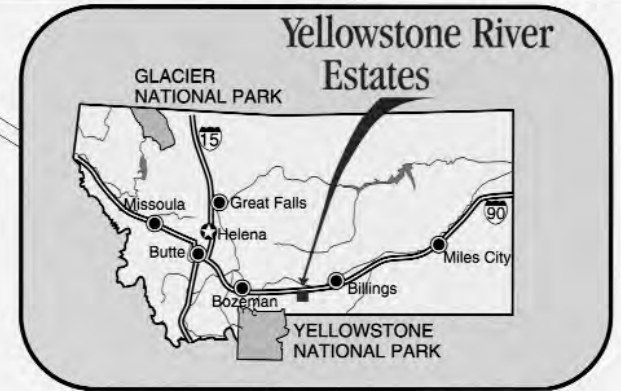 Yellowstone River
Estates
GLACIER
NATIONAL PARK
15
Missoula
Great Falls
Helena
90
Butte
Miles City
Bozeman
Billings
YELLOWSTONE
NATIONAL PARK